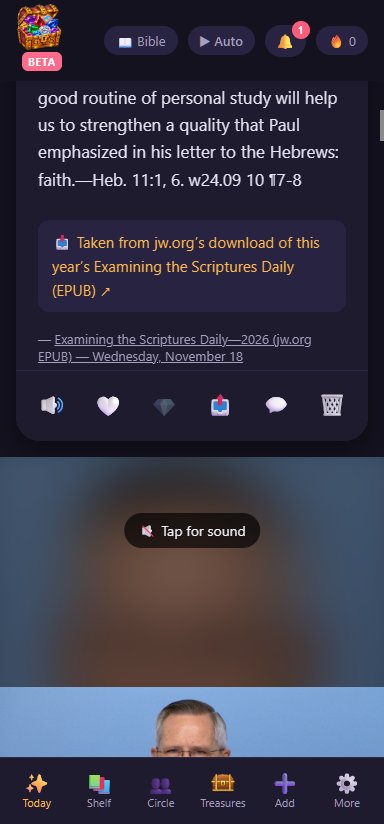 BETA
Bible
Auto
1
0
good routine of personal study will help
us to strengthen a quality that Paul
emphasized in his letter to the Hebrews:
faith.—Heb. 11:1, 6. w24.09 10 ¶7-8
Taken from jw.org’s download of this
year’s Examining the Scriptures Daily
(EPUB) ↗
— Examining the Scriptures Daily—2026 (jw.org
EPUB) — Wednesday, November 18
Tap for sound
Today
Shelf
Circle
Treasures
Add
More